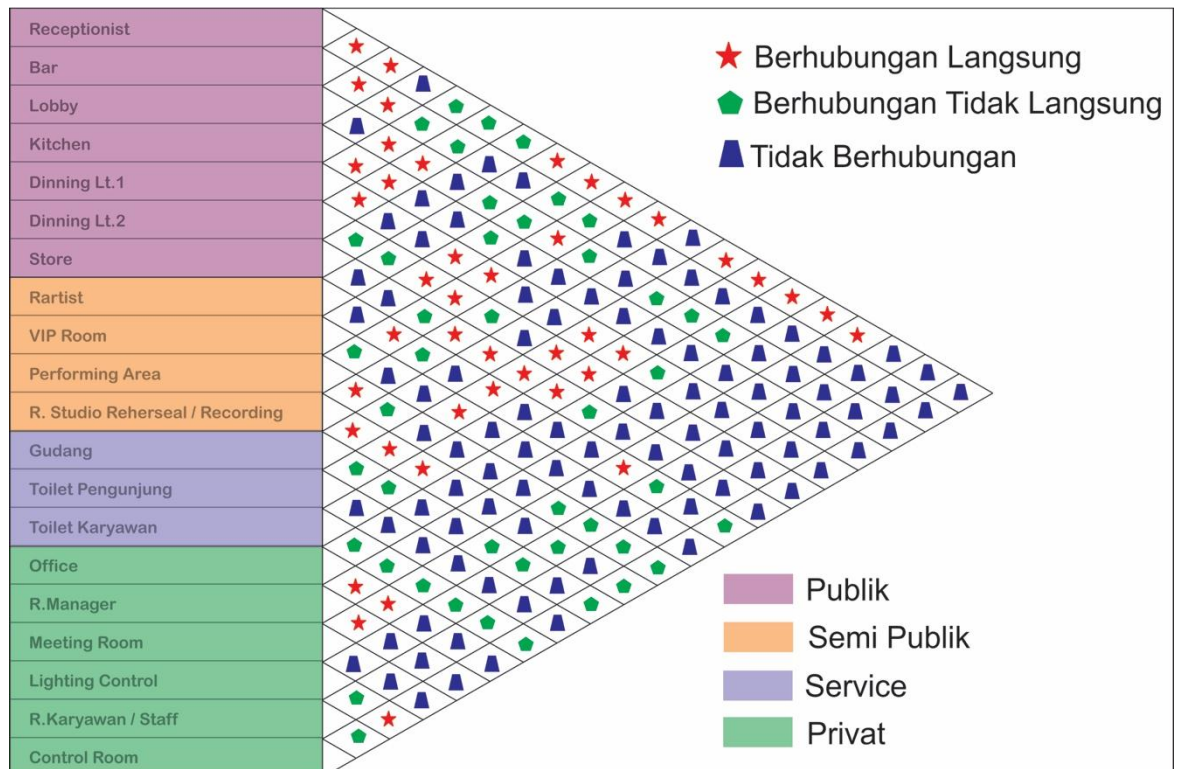 Receptionist
Bar
Lobby
Kitchen
Dinning Lt.1
Dinning Lt.2
Store
Rartist
VIP Room
Performing Area
R. Studio Reherseal / Recording
Gudang
Toilet Pengunjung
Toilet Karyawan
Office
R.Manager
Meeting Room
Lighting Control
R.Karyawan / Staff
Control Room
Berhubungan Langsung
Berhubungan Tidak Langsung
Tidak Berhubungan
Publik
Semi Publik
Service
Privat